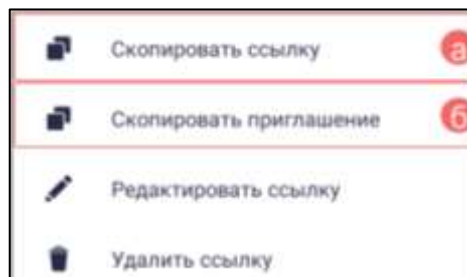 Скопировать ссылку а
Скопировать приглашение б
Редактировать ссылку
Удалить ссылку